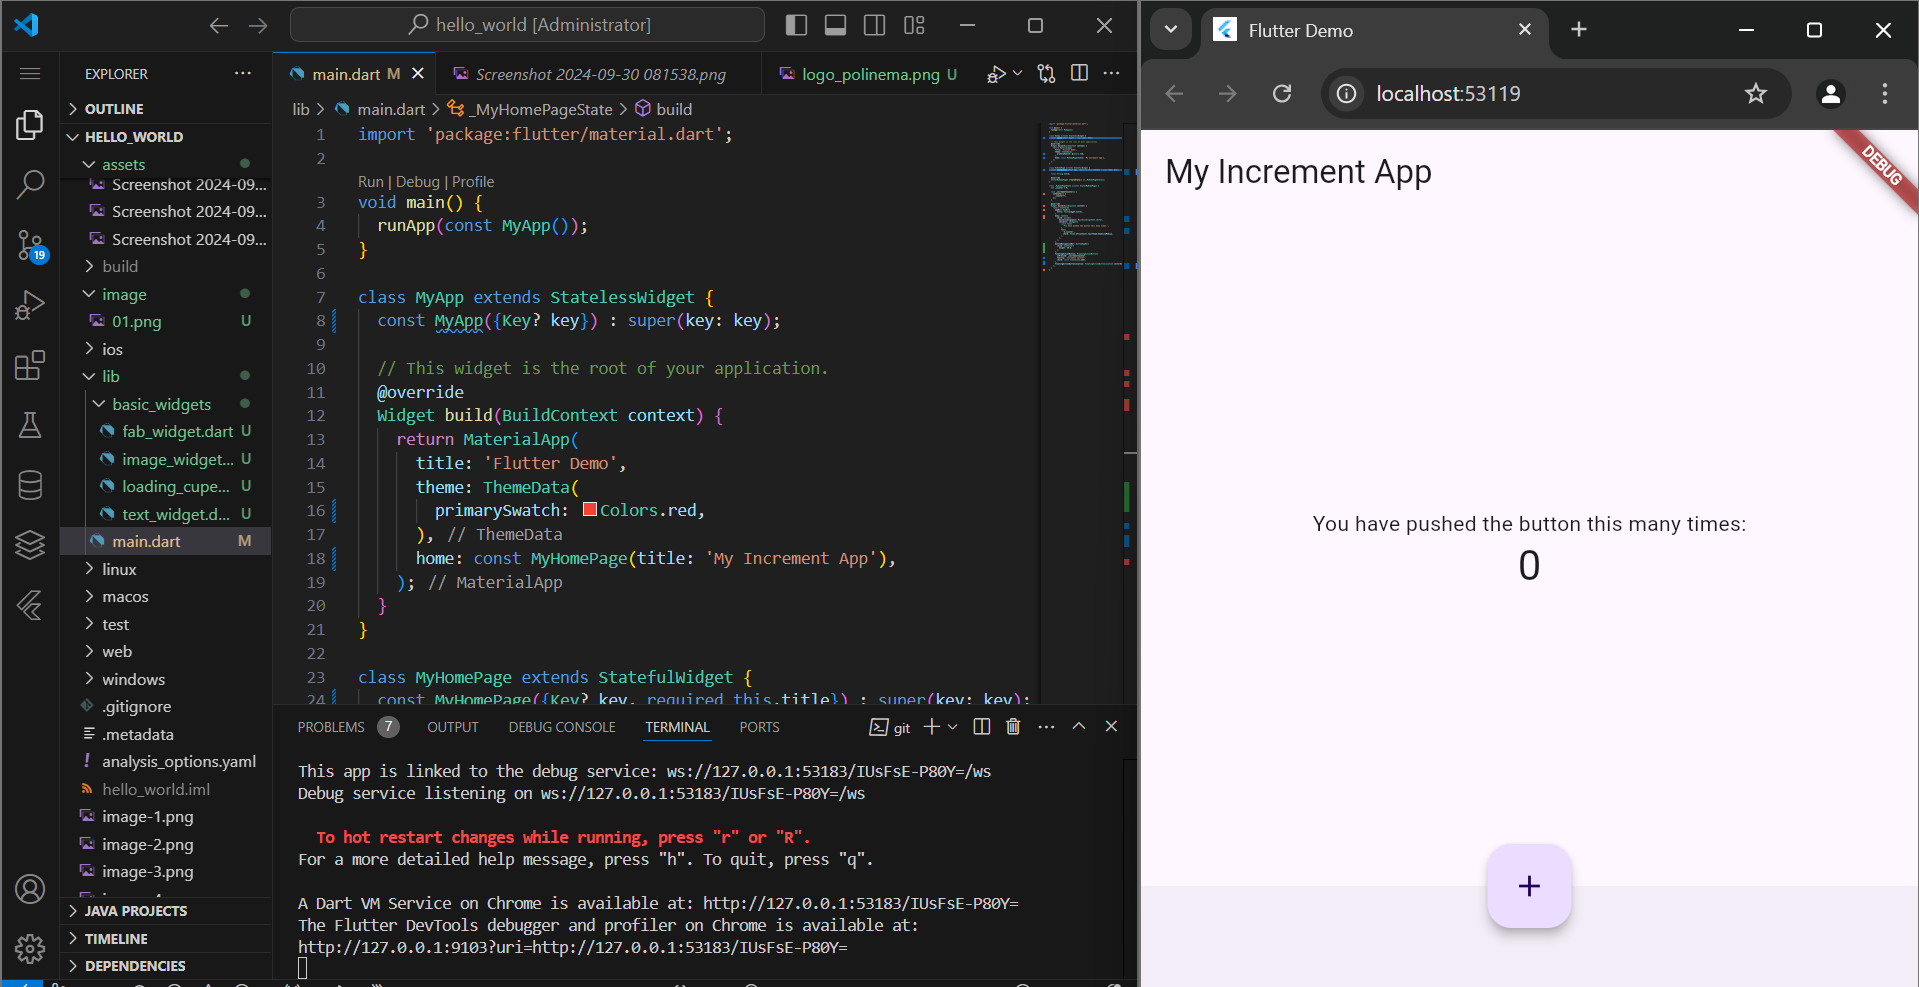 hello_world [Administrator]
EXPLORER
OUTLINE
HELLO_WORLD
assets
Screenshot 2024-09...
Screenshot 2024-09...
Screenshot 2024-09...
build
image
01.png U
ios
lib
basic_widgets
fab_widget.dart U
image_widget... U
loading_cupe... U
text_widget.d... U
main.dart M
linux
macos
test
web
windows
.gitignore
.metadata
analysis_options.yaml
hello_world.iml
image-1.png
image-2.png
image-3.png
JAVA PROJECTS
TIMELINE
DEPENDENCIES
19
main.dart M
Screenshot 2024-09-30 081538.png
logo_polinema.png U
lib > main.dart > _MyHomePageState > build
1 import 'package:flutter/material.dart';
2
Run | Debug | Profile
3 void main() {
4 runApp(const MyApp());
5 }
6
7 class MyApp extends StatelessWidget {
8 const MyApp({Key? key}) : super(key: key);
9
10 // This widget is the root of your application.
11 @override
12 Widget build(BuildContext context) {
13 return MaterialApp(
14 title: 'Flutter Demo',
15 theme: ThemeData(
16 primarySwatch: Colors.red,
17 ), // ThemeData
18 home: const MyHomePage(title: 'My Increment App'),
19 ); // MaterialApp
20 }
21 }
22
23 class MyHomePage extends StatefulWidget {
24 const MyHomePage({Key? key, required this.title}) : super(key: key);
PROBLEMS 7 OUTPUT DEBUG CONSOLE TERMINAL PORTS
git
This app is linked to the debug service: ws://127.0.0.1:53183/IUsFsE-P80Y=/ws
Debug service listening on ws://127.0.0.1:53183/IUsFsE-P80Y=/ws
To hot restart changes while running, press "r" or "R".
For a more detailed help message, press "h". To quit, press "q".
A Dart VM Service on Chrome is available at: http://127.0.0.1:53183/IUsFsE-P80Y=
The Flutter DevTools debugger and profiler on Chrome is available at:
http://127.0.0.1:9103?uri=http://127.0.0.1:53183/IUsFsE-P80Y=
Flutter Demo
localhost:53119
My Increment App
DEBUG
You have pushed the button this many times:
0